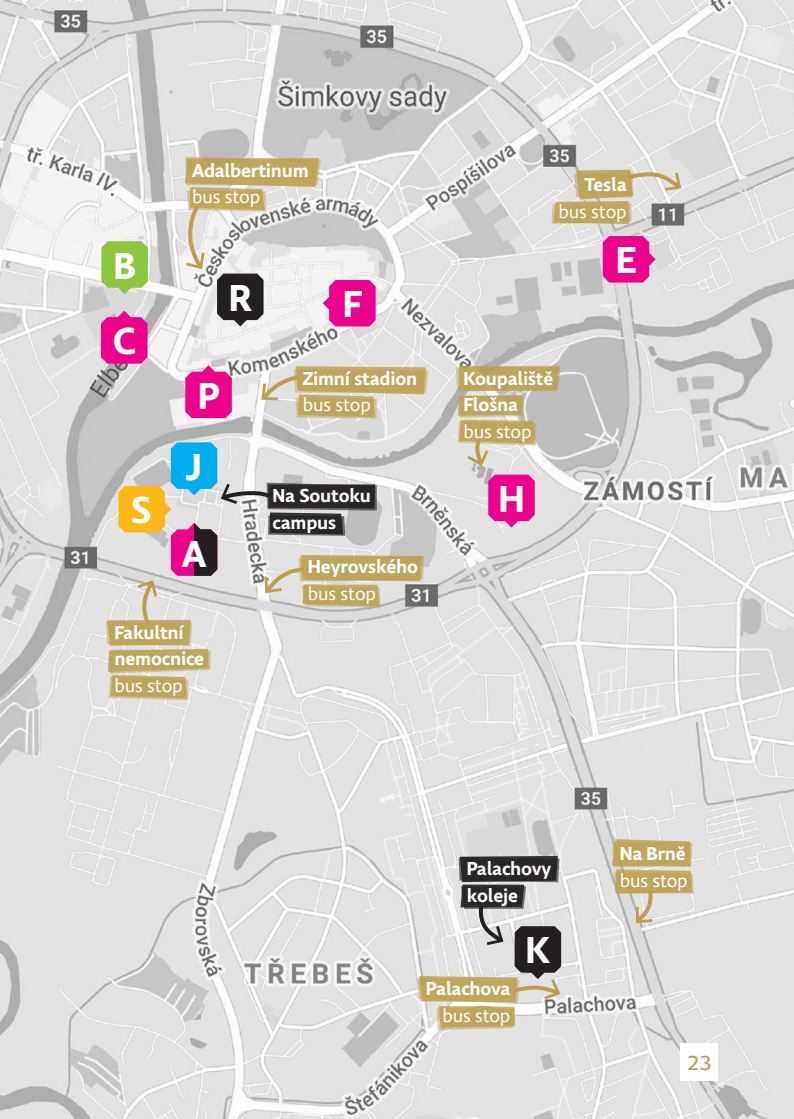 35
35
tř.
Šimkovy sady
tř. Karla IV.
Adalbertinum
bus stop
Československé armády
Pospíšilova
35
Tesla
bus stop
11
B
R
F
E
C
Komenského
Nezvalova
P
Zimní stadion
bus stop
Koupaliště
Flošna
bus stop
J
S
A
Na Soutoku
campus
Hradecká
Brněnská
H
ZÁMOSTÍ
31
Heyrovského
bus stop
31
Fakultní
nemocnice
bus stop
35
Na Brně
bus stop
Palachovy
koleje
K
Zborovská
TŘEBEŠ
Palachova
bus stop
Palachova
Štefánikova
23